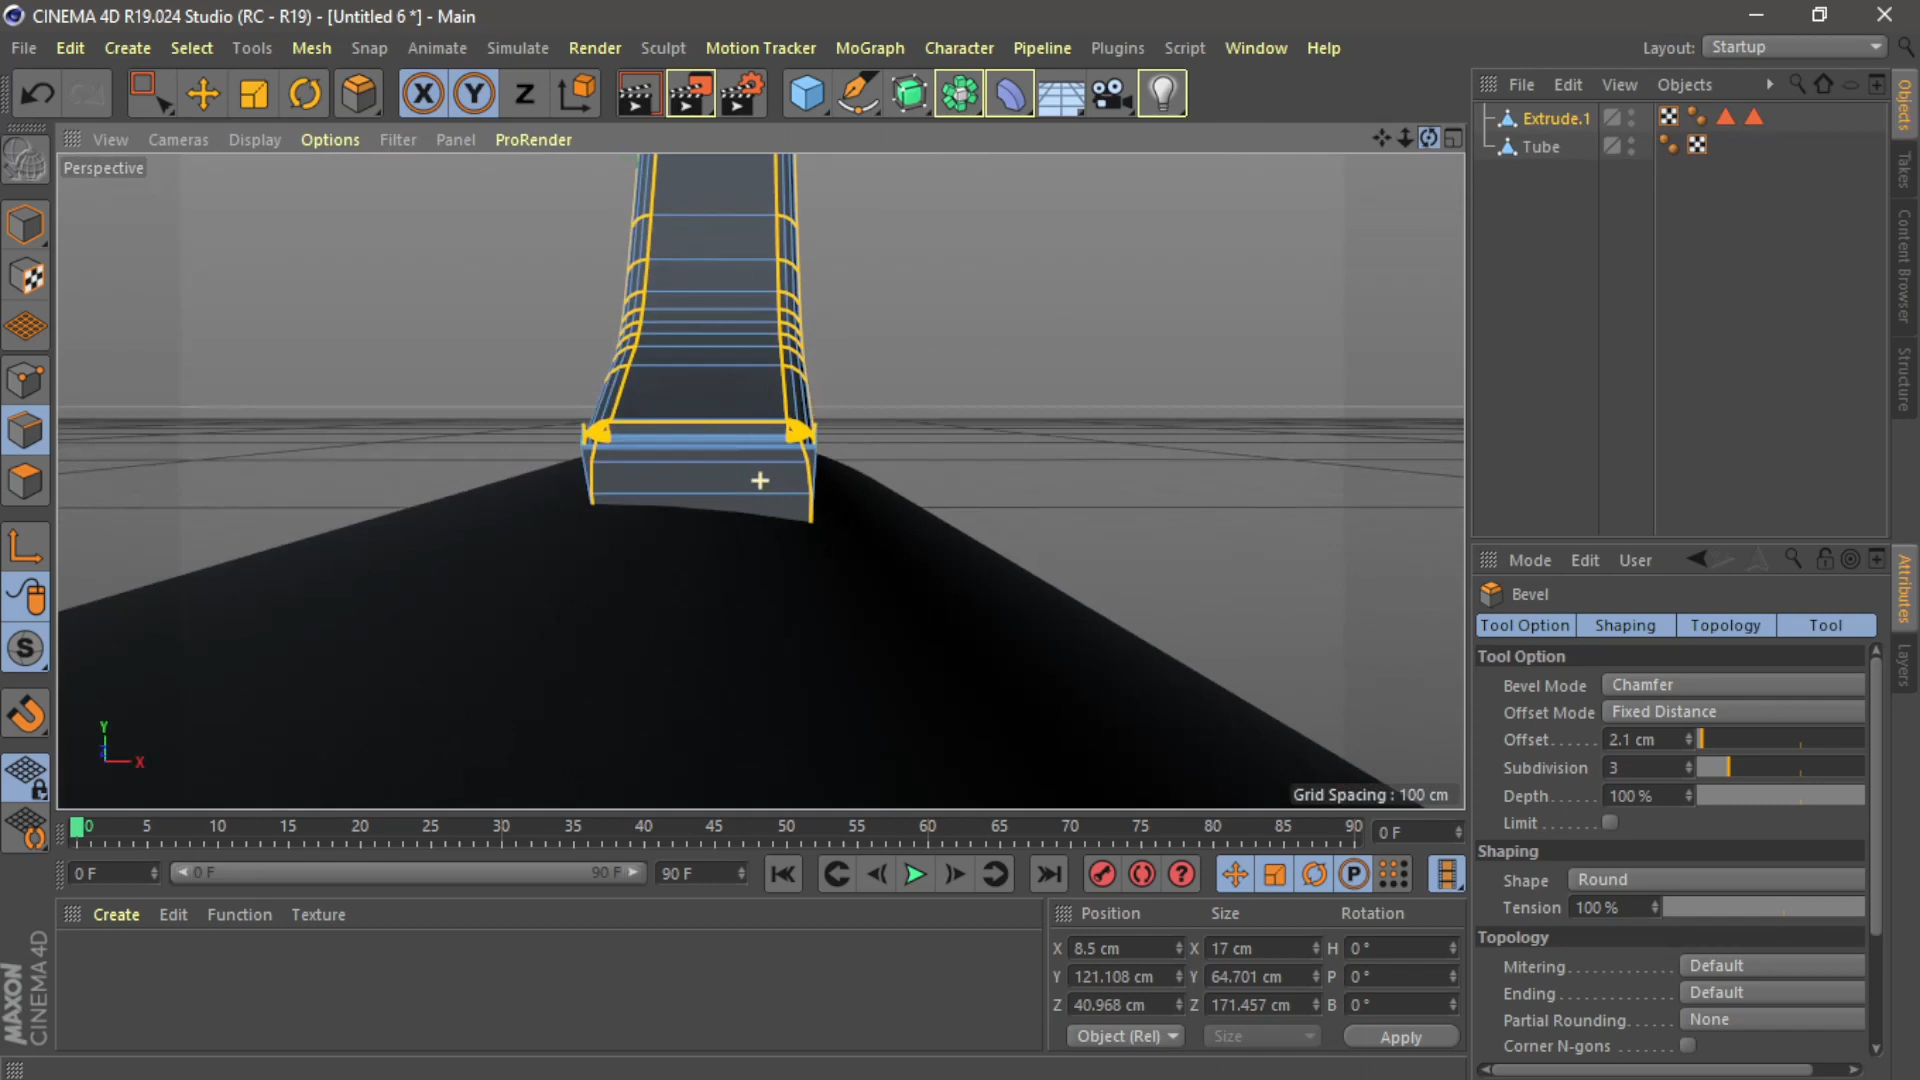 CINEMA 4D R19.024 Studio (RC - R19) - [Untitled 6 *] - Main
File Edit Create Select Tools Mesh Snap Animate Simulate Render Sculpt Motion Tracker MoGraph Character Pipeline Plugins Script Window Help Layout: Startup
X Y Z
File Edit View Objects
View Cameras Display Options Filter Panel ProRender
Perspective
Extrude.1
Tube
Objects
Takes
Content Browser
Structure
Y
Z
X
Grid Spacing : 100 cm
Mode Edit User
Bevel
Tool Option Shaping Topology Tool
Tool Option
Bevel Mode Chamfer
Offset Mode Fixed Distance
Offset 2.1 cm
Subdivision 3
Depth 100 %
Limit
Shaping
Shape Round
Tension 100 %
Topology
Mitering Default
Ending Default
Partial Rounding None
Corner N-gons
Attributes
Layers
S
0 5 10 15 20 25 30 35 40 45 50 55 60 65 70 75 80 85 90 0 F
0 F 0 F 90 F 90 F ? P
Create Edit Function Texture
Position Size Rotation
X 8.5 cm X 17 cm H 0 °
Y 121.108 cm Y 64.701 cm P 0 °
Z 40.968 cm Z 171.457 cm B 0 °
Object (Rel) Size Apply
MAXON
CINEMA 4D